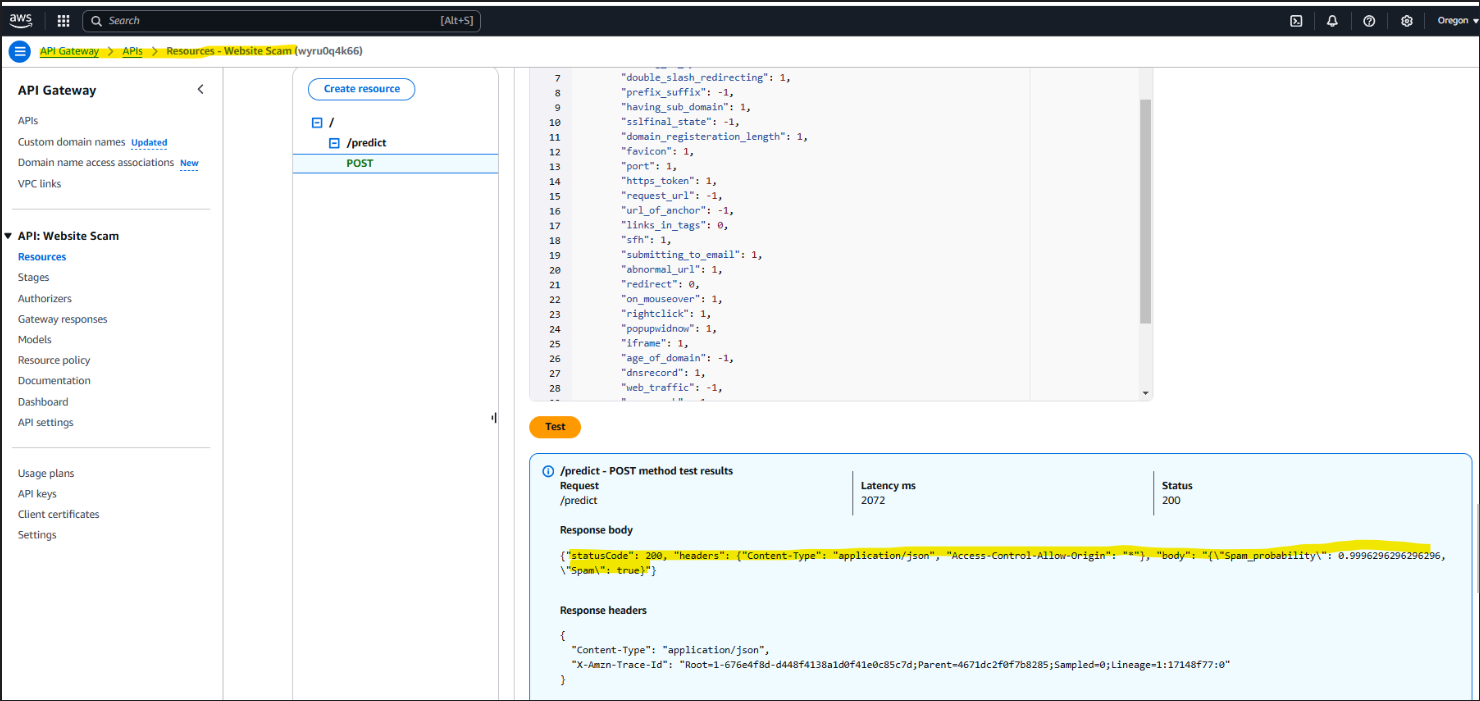 aws
Search [Alt+S]
Oregon
API Gateway > APIs > Resources - Website Scam (wyru0q4k66)
API Gateway
APIs
Custom domain names Updated
Domain name access associations New
VPC links
API: Website Scam
Resources
Stages
Authorizers
Gateway responses
Models
Resource policy
Documentation
Dashboard
API settings
Usage plans
API keys
Client certificates
Settings
Create resource
/
/predict
POST
7 "double_slash_redirecting": 1,
8 "prefix_suffix": -1,
9 "having_sub_domain": 1,
10 "sslfinal_state": -1,
11 "domain_registeration_length": 1,
12 "favicon": 1,
13 "port": 1,
14 "https_token": 1,
15 "request_url": -1,
16 "url_of_anchor": -1,
17 "links_in_tags": 0,
18 "sfh": 1,
19 "submitting_to_email": 1,
20 "abnormal_url": 1,
21 "redirect": 0,
22 "on_mouseover": 1,
23 "rightclick": 1,
24 "popupwidnow": 1,
25 "iframe": 1,
26 "age_of_domain": -1,
27 "dnsrecord": 1,
28 "web_traffic": -1,
Test
/predict - POST method test results
Request
/predict
Latency ms
2072
Status
200
Response body
{"statusCode": 200, "headers": {"Content-Type": "application/json", "Access-Control-Allow-Origin": "*"}, "body": "{\"Spam_probability\": 0.9996296296296296,
\"Spam\": true}"}
Response headers
{
"Content-Type": "application/json",
"X-Amzn-Trace-Id": "Root=1-676e4f8d-d448f4138a1d0f41e0c85c7d;Parent=4671dc2f0f7b8285;Sampled=0;Lineage=1:17148f77:0"
}